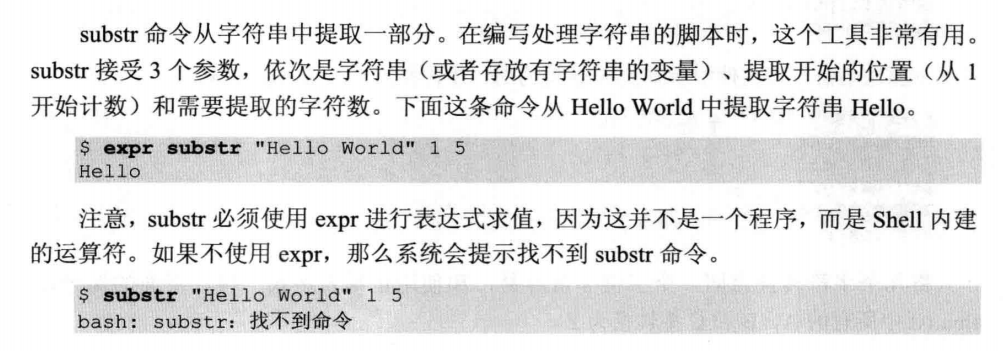 substr 命令从字符串中提取一部分。在编写处理字符串的脚本时，这个工具非常有用。
substr 接受 3 个参数，依次是字符串（或者存放有字符串的变量）、提取开始的位置（从 1
开始计数）和需要提取的字符数。下面这条命令从 Hello World 中提取字符串 Hello。
$ expr substr "Hello World" 1 5
Hello
注意，substr 必须使用 expr 进行表达式求值，因为这并不是一个程序，而是 Shell 内建
的运算符。如果不使用 expr，那么系统会提示找不到 substr 命令。
$ substr "Hello World" 1 5
bash: substr：找不到命令